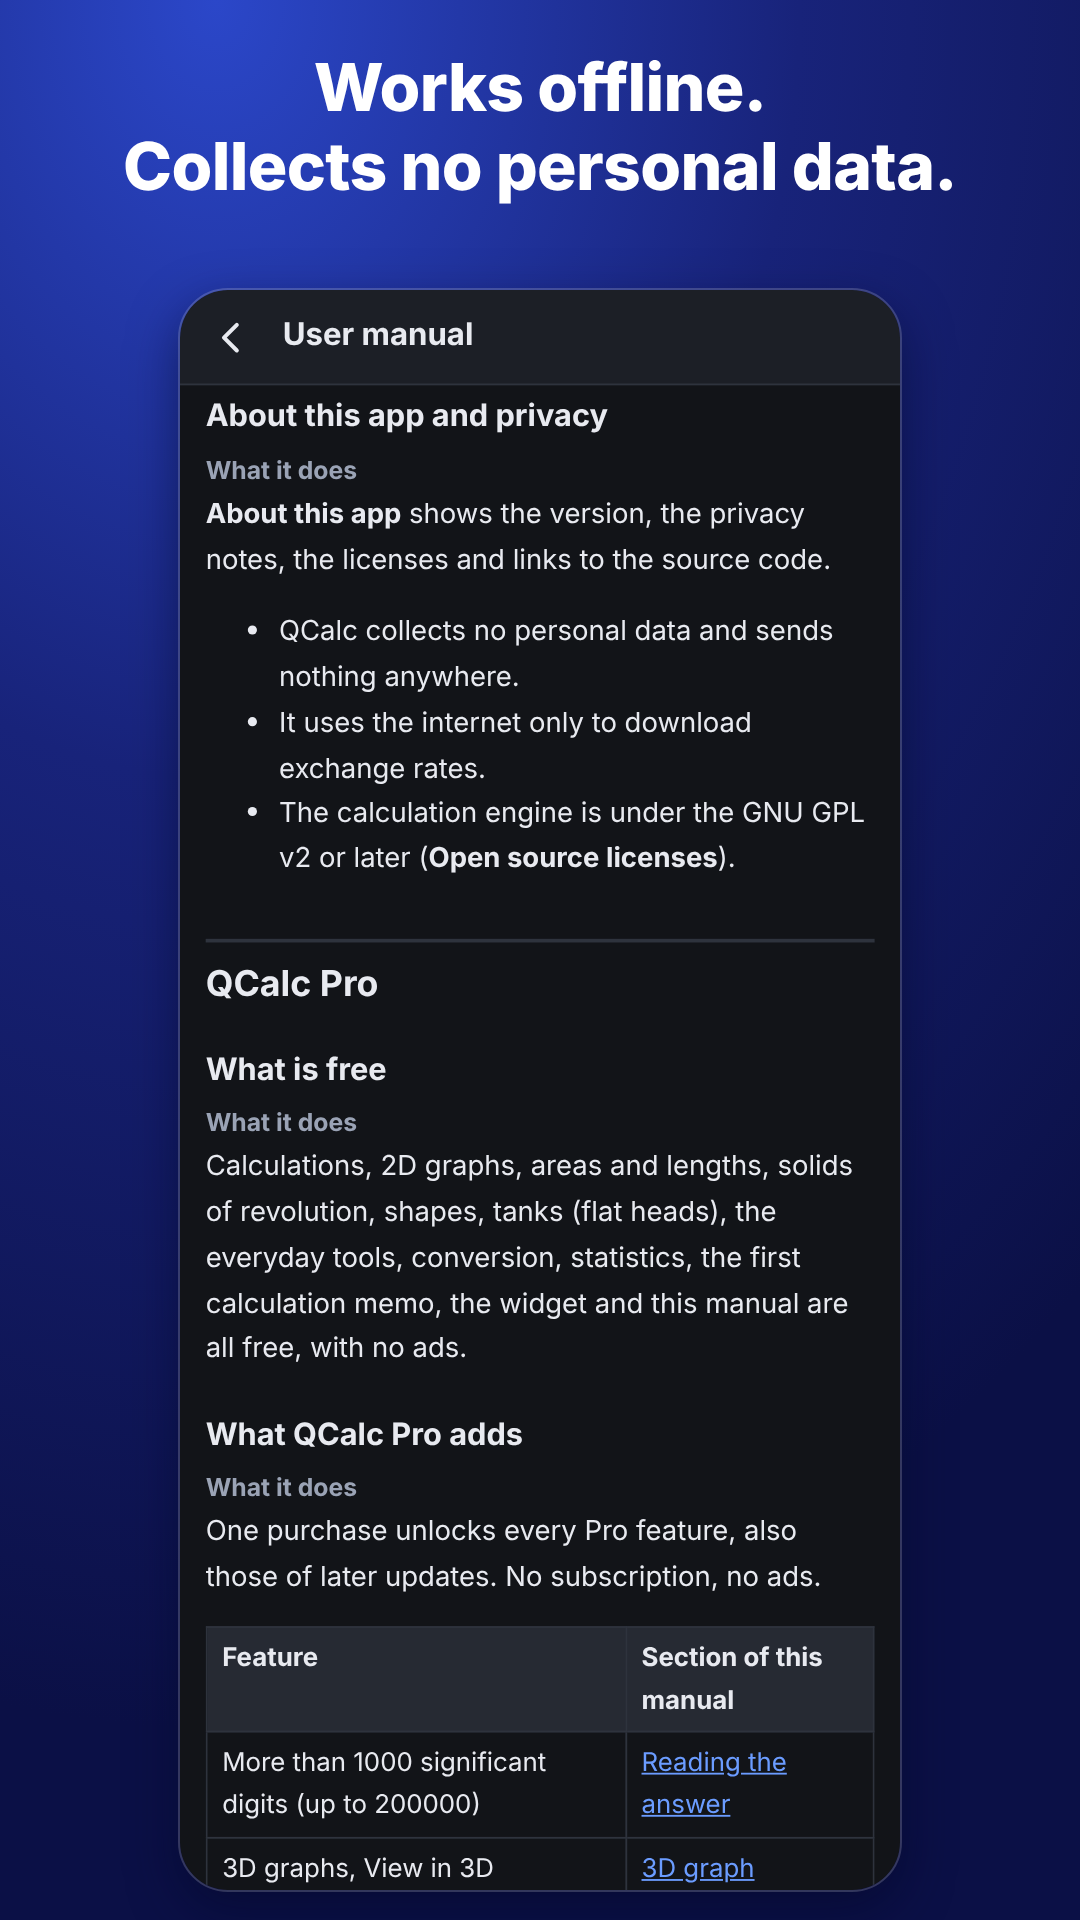 Works offline.
Collects no personal data.
User manual
About this app and privacy
What it does
About this app shows the version, the privacy
notes, the licenses and links to the source code.
• QCalc collects no personal data and sends
nothing anywhere.
• It uses the internet only to download
exchange rates.
• The calculation engine is under the GNU GPL
v2 or later (Open source licenses).
QCalc Pro
What is free
What it does
Calculations, 2D graphs, areas and lengths, solids
of revolution, shapes, tanks (flat heads), the
everyday tools, conversion, statistics, the first
calculation memo, the widget and this manual are
all free, with no ads.
What QCalc Pro adds
What it does
One purchase unlocks every Pro feature, also
those of later updates. No subscription, no ads.
Feature
Section of this
manual
More than 1000 significant
digits (up to 200000)
Reading the
answer
3D graphs, View in 3D
3D graph